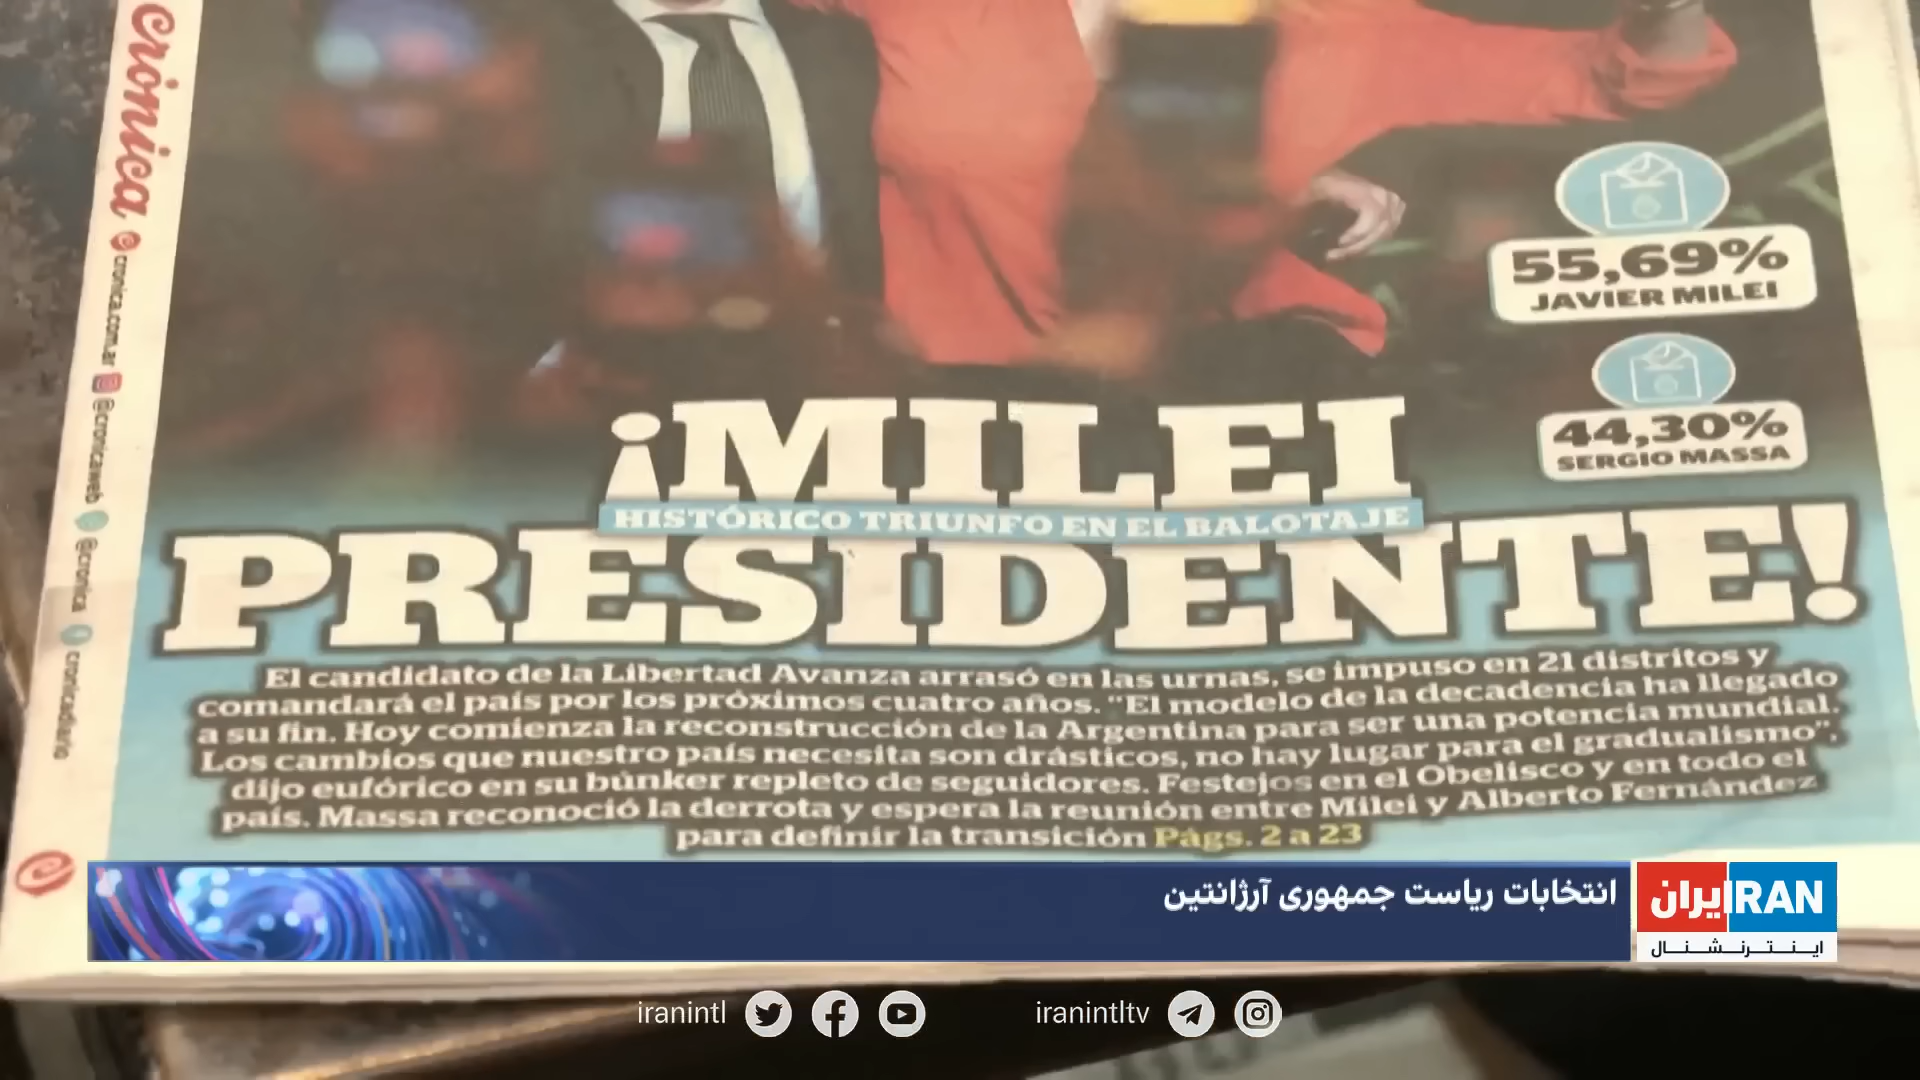 crónica
cronica.com.ar
@cronicaweb
@cronica
cronicadiario
55,69%
JAVIER MILEI
44,30%
SERGIO MASSA
¡MILEI
HISTÓRICO TRIUNFO EN EL BALOTAJE
PRESIDENTE!
El candidato de la Libertad Avanza arrasó en las urnas, se impuso en 21 distritos y
comandará el país por los próximos cuatro años. "El modelo de la decadencia ha llegado
a su fin. Hoy comienza la reconstrucción de la Argentina para ser una potencia mundial.
Los cambios que nuestro país necesita son drásticos, no hay lugar para el gradualismo",
dijo eufórico en su búnker repleto de seguidores. Festejos en el Obelisco y en todo el
país. Massa reconoció la derrota y espera la reunión entre Milei y Alberto Fernández
para definir la transición Págs. 2 a 23
انتخابات ریاست جمهوری آرژانتین
ایران IRAN
اینترنشنال
iranintl
iranintltv